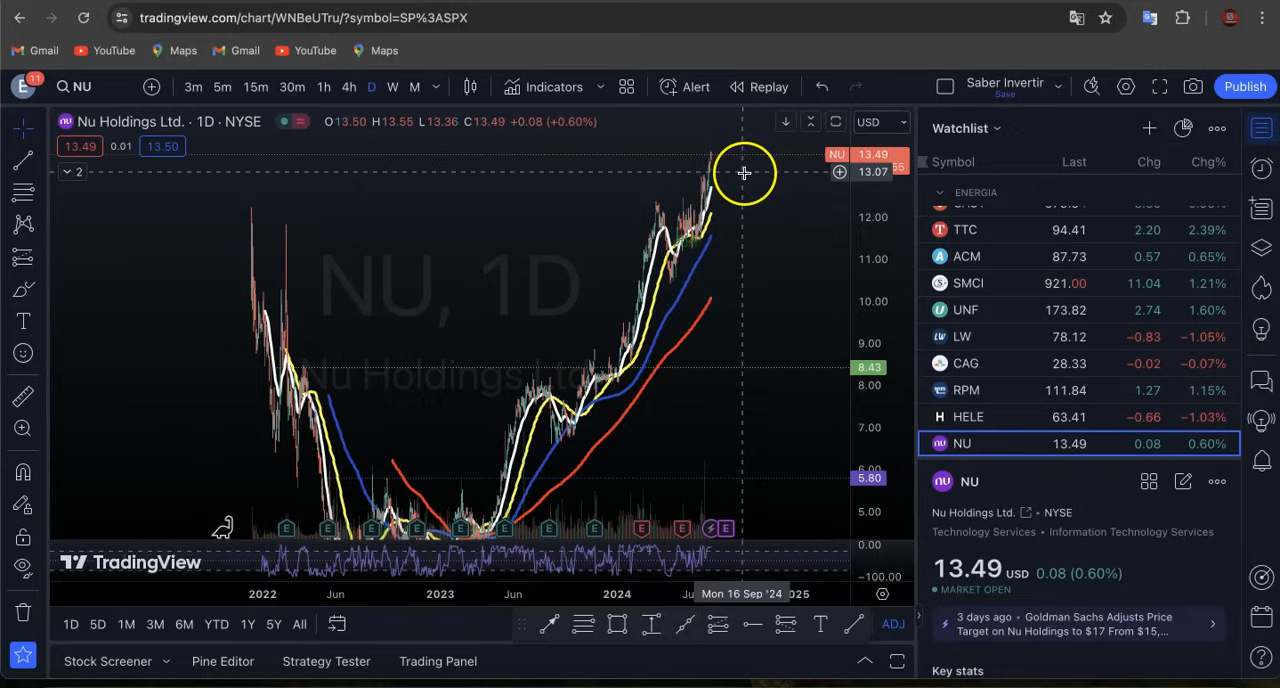 tradingview.com/chart/WNBeUTru/?symbol=SP%3ASPX
Gmail YouTube Maps Gmail YouTube Maps
E 11 NU 3m 5m 15m 30m 1h 4h D W M Indicators Alert Replay Saber Invertir Save Publish
Nu Holdings Ltd. · 1D · NYSE O13.50 H13.55 L13.36 C13.49 +0.08 (+0.60%) USD
13.49 0.01 13.50
2
NU 13.49
55
13.07
12.00
11.00
10.00
9.00
8.43
8.00
7.00
6.00
5.80
5.00
0.00
−100.00
NU, 1D
Nu Holdings Ltd.
E E E E E E E E E E E
TradingView
2022 Jun 2023 Jun 2024 Ju Mon 16 Sep '24 2025
1D 5D 1M 3M 6M YTD 1Y 5Y All ADJ
Stock Screener Pine Editor Strategy Tester Trading Panel
Watchlist
Symbol Last Chg Chg%
ENERGIA
TTC 94.41 2.20 2.39%
ACM 87.73 0.57 0.65%
SMCI 921.00 11.04 1.21%
UNF 173.82 2.74 1.60%
LW 78.12 −0.83 −1.05%
CAG 28.33 −0.02 −0.07%
RPM 111.84 1.27 1.15%
HELE 63.41 −0.66 −1.03%
NU 13.49 0.08 0.60%
NU
Nu Holdings Ltd. • NYSE
Technology Services • Information Technology Services
13.49 USD 0.08 (0.60%)
MARKET OPEN
3 days ago • Goldman Sachs Adjusts Price
Target on Nu Holdings to $17 From $15,...
Key stats